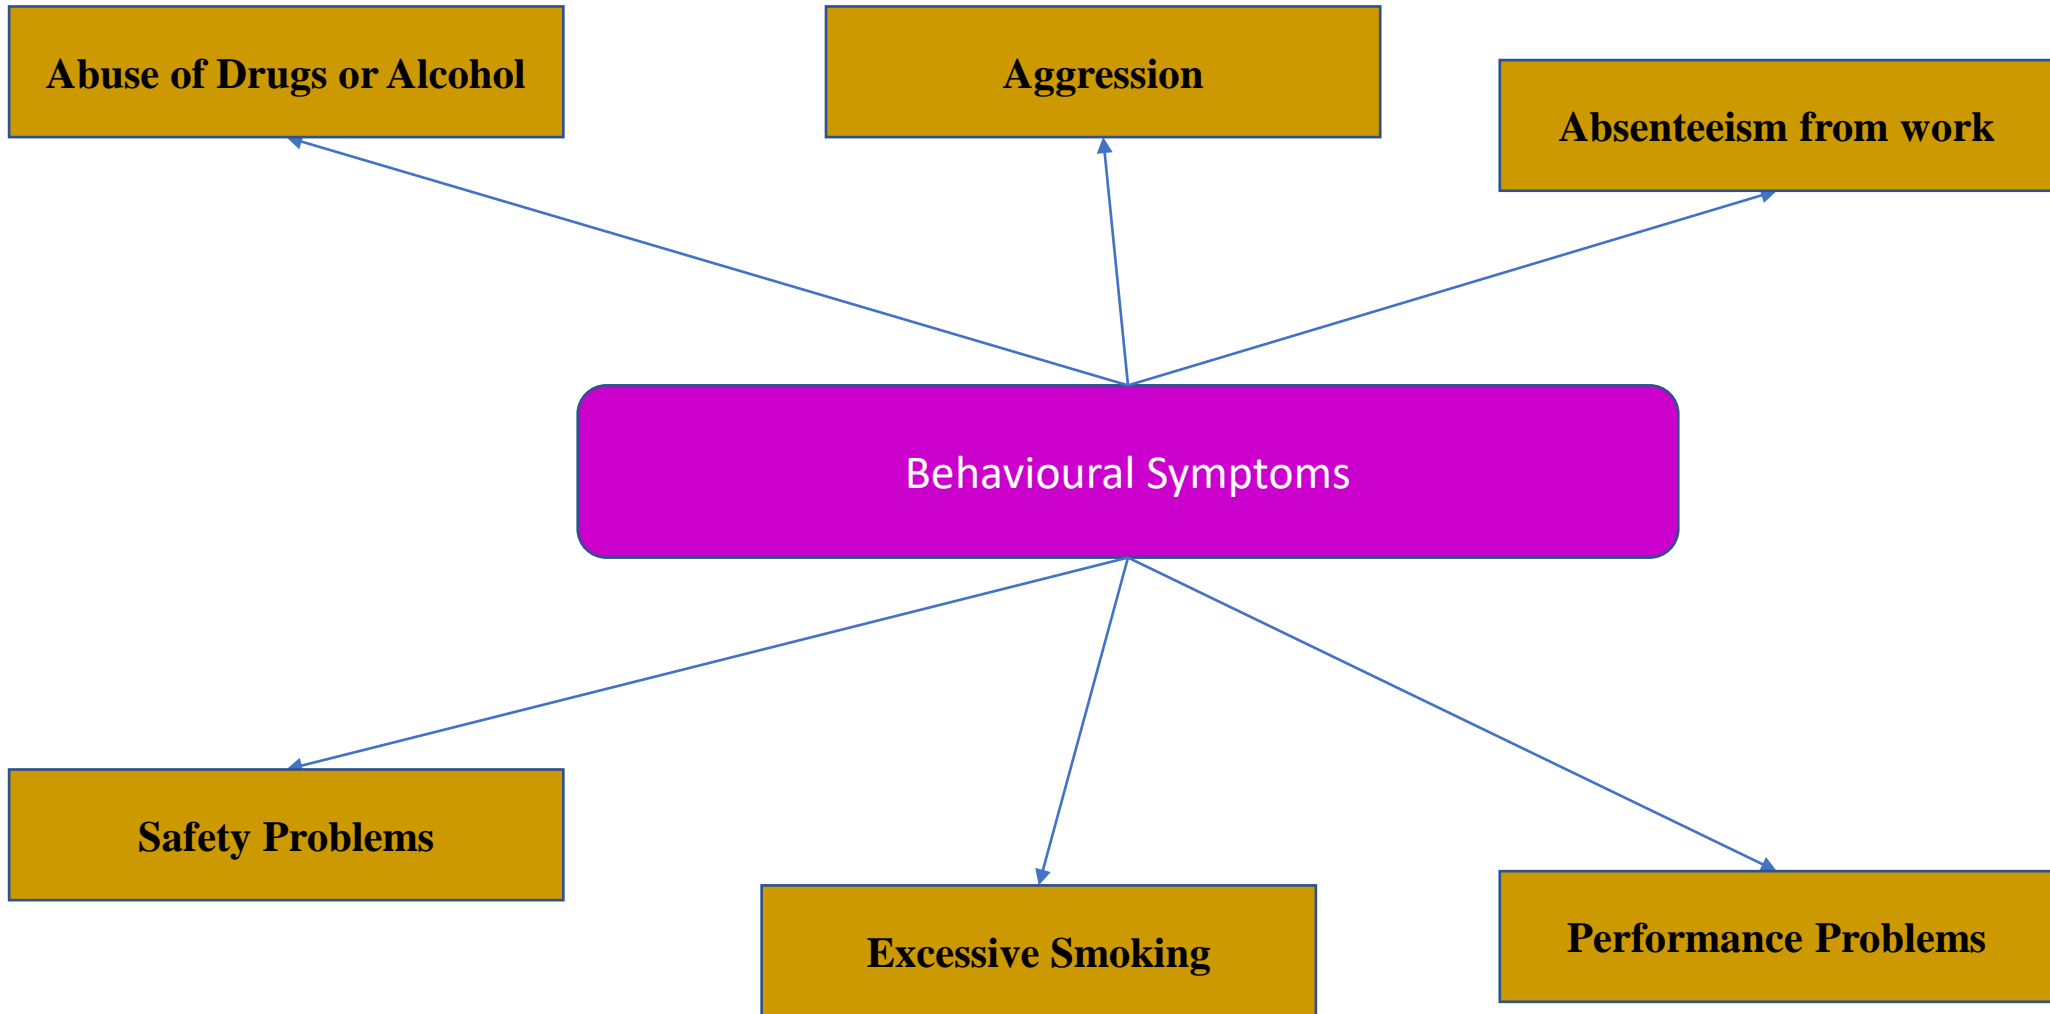 Abuse of Drugs or Alcohol
Aggression
Absenteeism from work
Behavioural Symptoms
Safety Problems
Excessive Smoking
Performance Problems